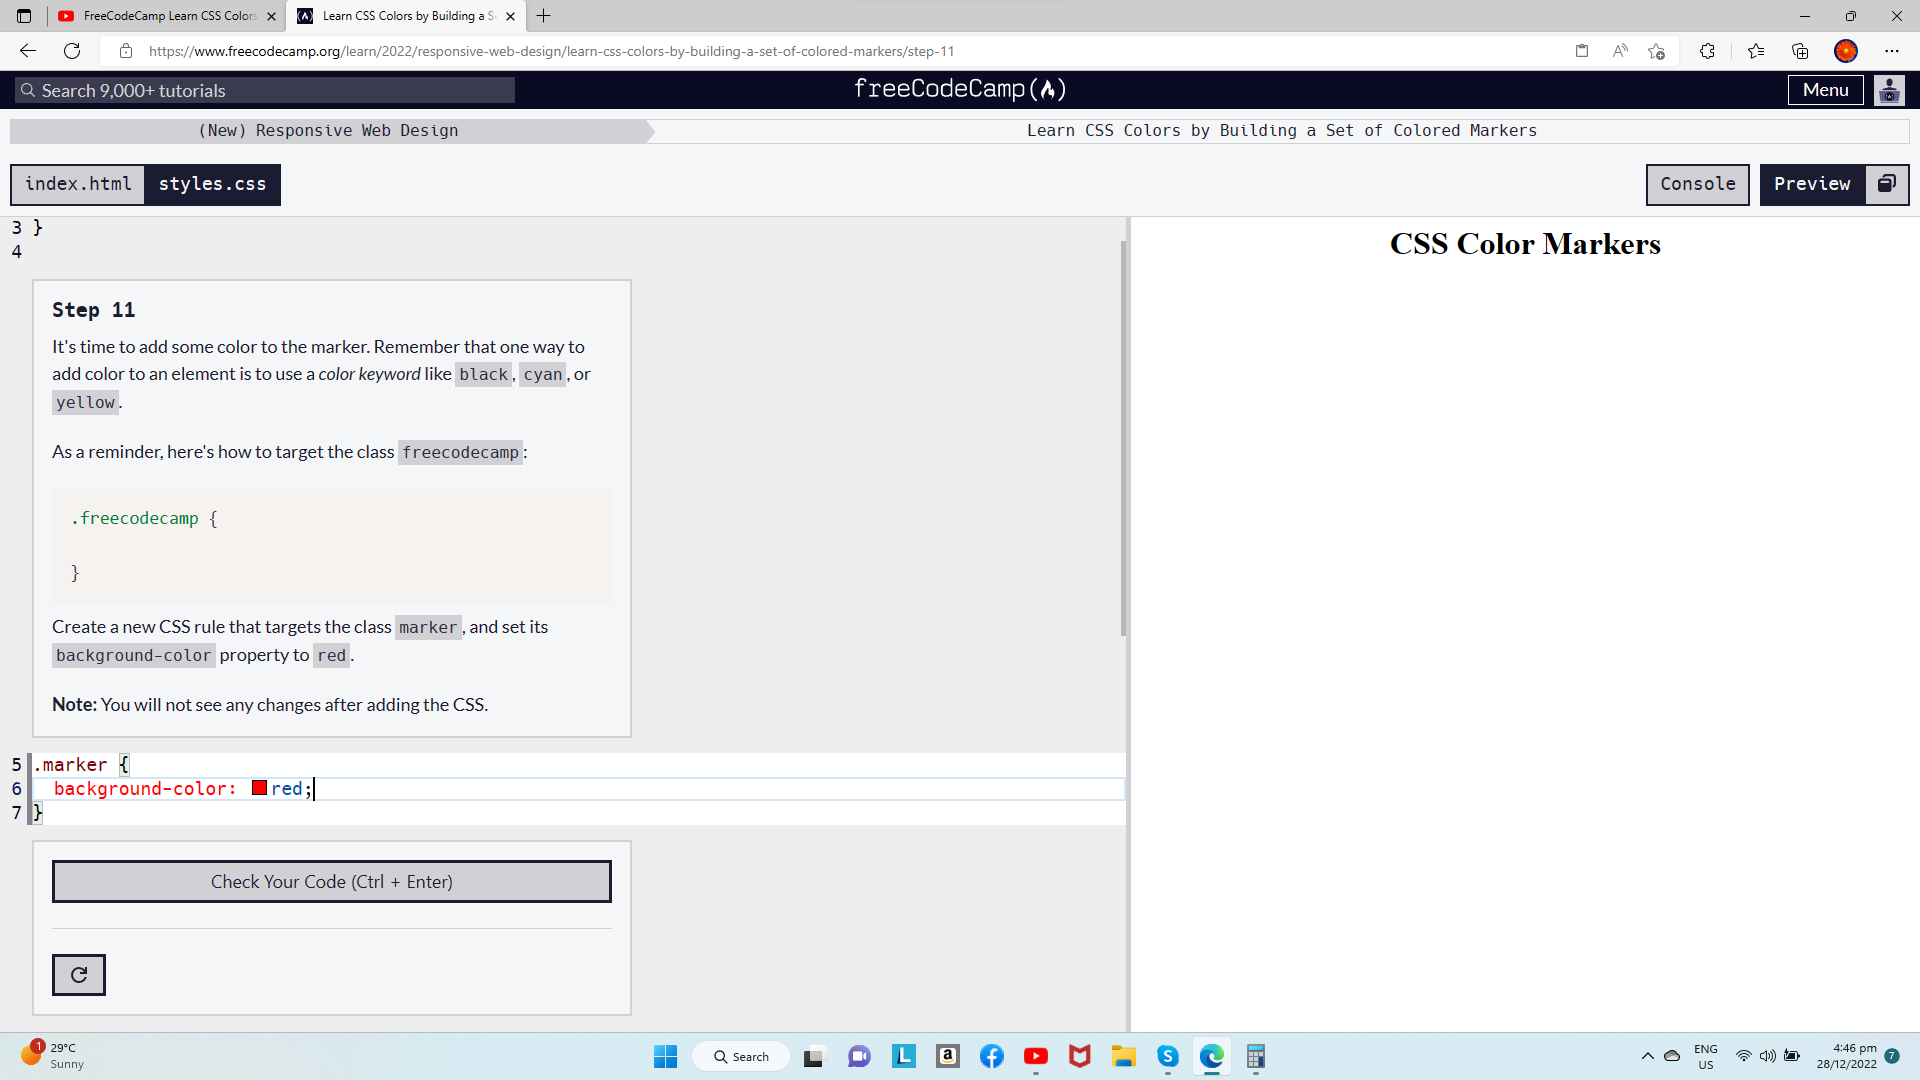 FreeCodeCamp Learn CSS Colors
Learn CSS Colors by Building a Se
https://www.freecodecamp.org/learn/2022/responsive-web-design/learn-css-colors-by-building-a-set-of-colored-markers/step-11
Search 9,000+ tutorials
freeCodeCamp
Menu
(New) Responsive Web Design
Learn CSS Colors by Building a Set of Colored Markers
index.html
styles.css
Console
Preview
3 }
4
CSS Color Markers
Step 11
It's time to add some color to the marker. Remember that one way to
add color to an element is to use a color keyword like black, cyan, or
yellow.
As a reminder, here's how to target the class freecodecamp:
.freecodecamp {
}
Create a new CSS rule that targets the class marker, and set its
background-color property to red.
Note: You will not see any changes after adding the CSS.
5 .marker {
6 background-color: red;
7 }
Check Your Code (Ctrl + Enter)
1
29°C
Sunny
Search
ENG
US
4:46 pm
28/12/2022
7